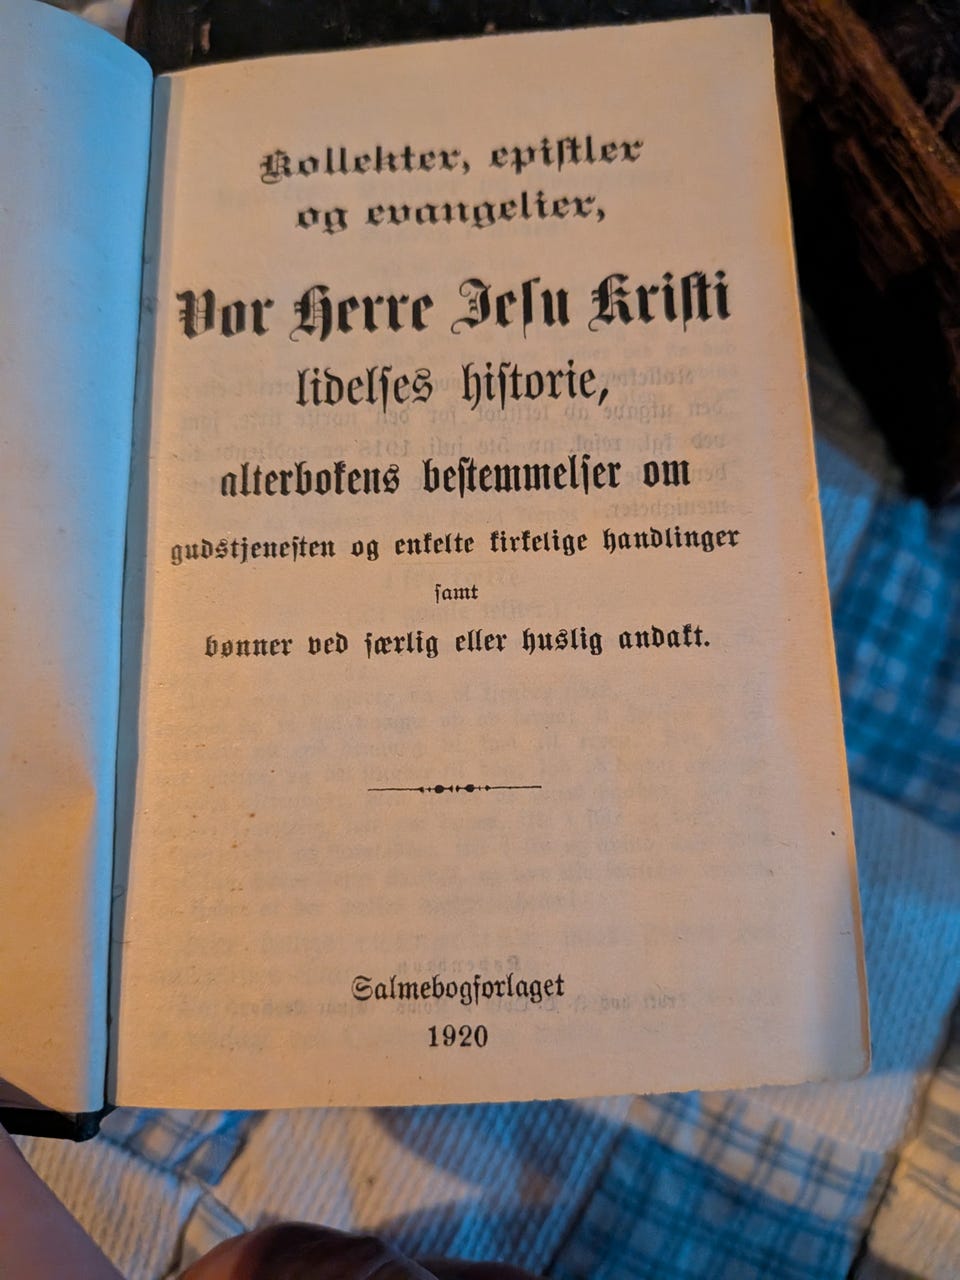 Kollekter, epistler
og evangelier,
Vor Herre Jesu Kristi
lidelses historie,
alterbokens bestemmelser om
gudstjenesten og enkelte kirkelige handlinger
samt
bønner ved særlig eller huslig andakt.
Salmebogforlaget
1920